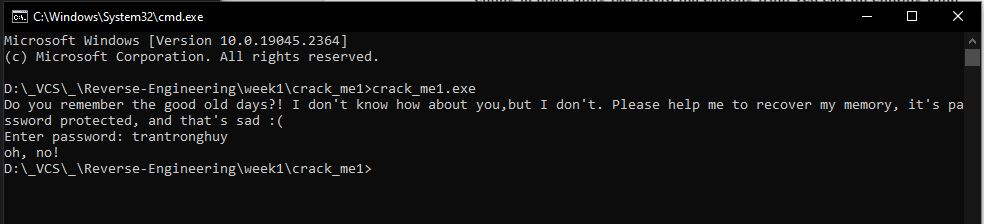 C:\Windows\System32\cmd.exe
Microsoft Windows [Version 10.0.19045.2364]
(c) Microsoft Corporation. All rights reserved.
D:\_VCS\_\Reverse-Engineering\week1\crack_me1>crack_me1.exe
Do you remember the good old days?! I don't know how about you,but I don't. Please help me to recover my memory, it's pa
ssword protected, and that's sad :(
Enter password: trantronghuy
oh, no!
D:\_VCS\_\Reverse-Engineering\week1\crack_me1>